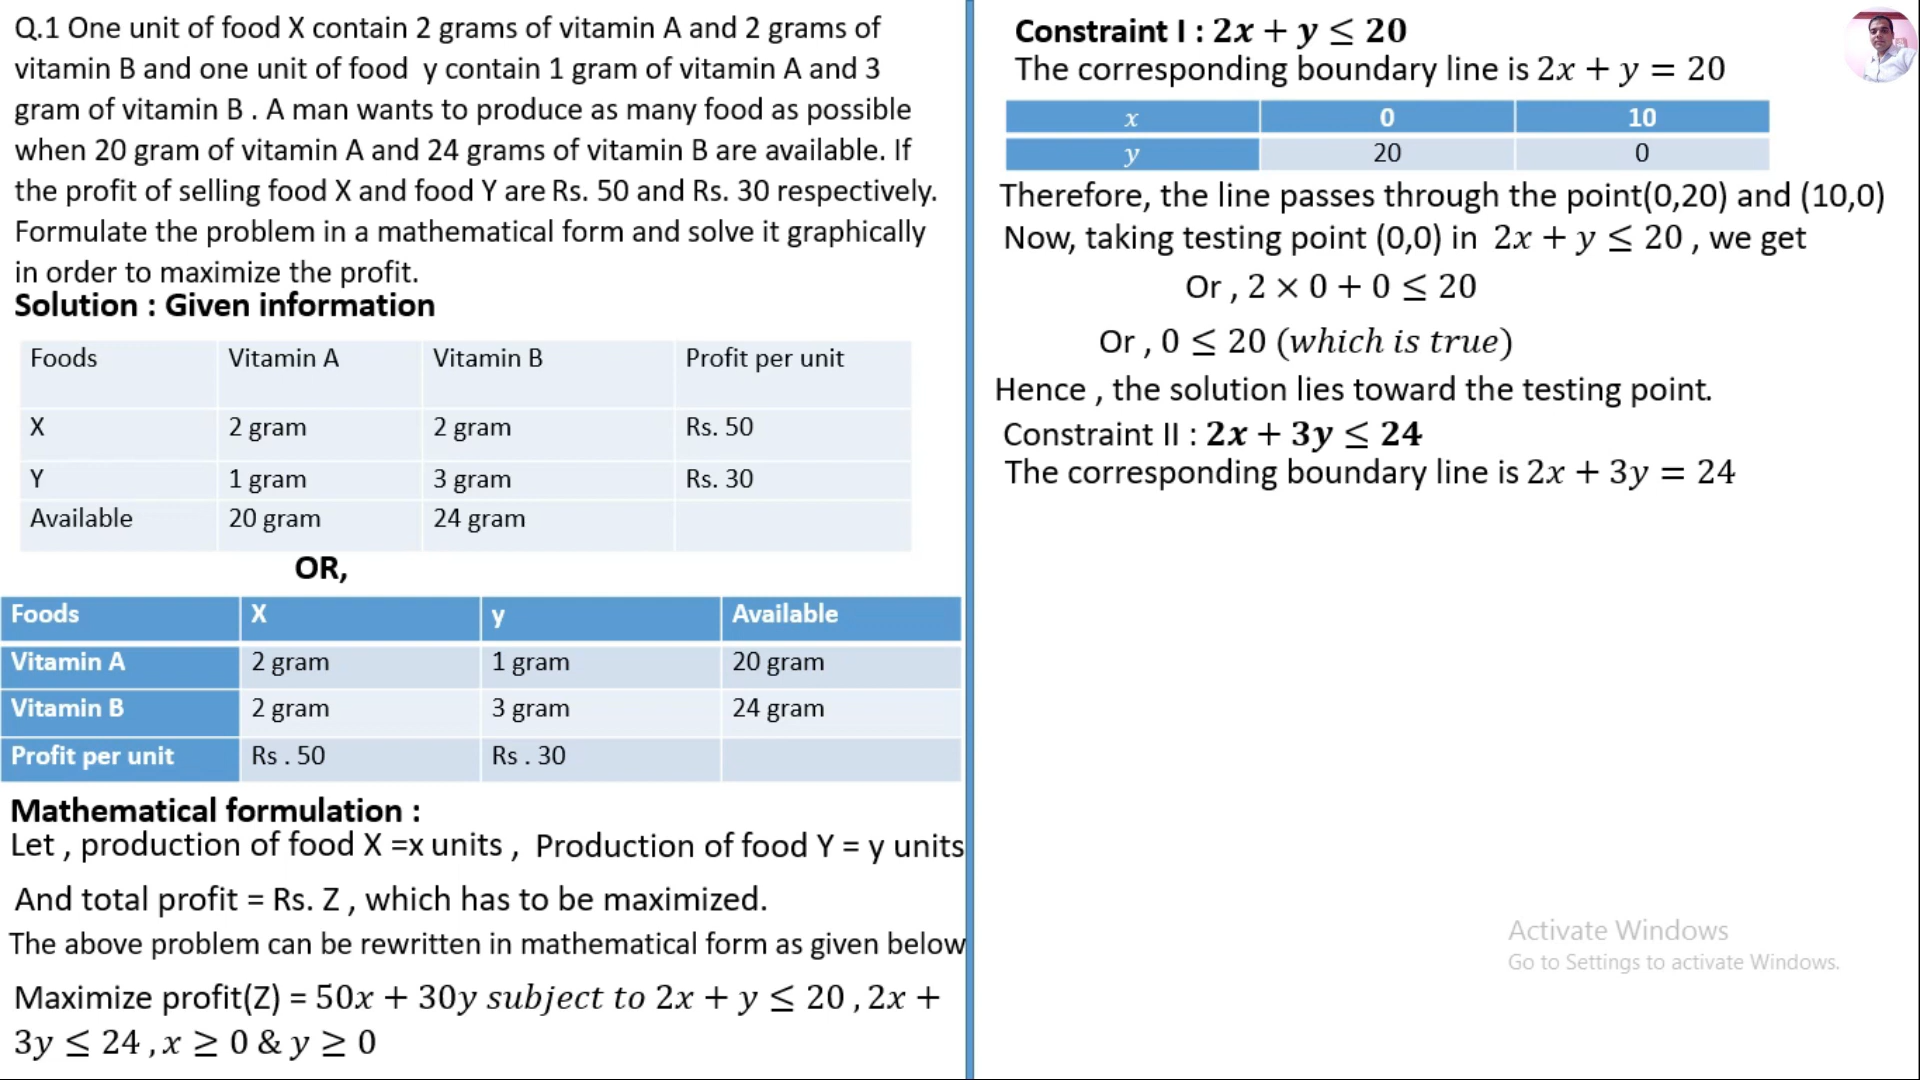 Q.1 One unit of food X contain 2 grams of vitamin A and 2 grams of
vitamin B and one unit of food y contain 1 gram of vitamin A and 3
gram of vitamin B . A man wants to produce as many food as possible
when 20 gram of vitamin A and 24 grams of vitamin B are available. If
the profit of selling food X and food Y are Rs. 50 and Rs. 30 respectively.
Formulate the problem in a mathematical form and solve it graphically
in order to maximize the profit.
Solution : Given information
Foods Vitamin A Vitamin B Profit per unit
X 2 gram 2 gram Rs. 50
Y 1 gram 3 gram Rs. 30
Available 20 gram 24 gram
OR,
Foods X y Available
Vitamin A 2 gram 1 gram 20 gram
Vitamin B 2 gram 3 gram 24 gram
Profit per unit Rs . 50 Rs . 30
Mathematical formulation :
Let , production of food X =x units , Production of food Y = y units
And total profit = Rs. Z , which has to be maximized.
The above problem can be rewritten in mathematical form as given below
Maximize profit(Z) = 50x + 30y subject to 2x + y ≤ 20 , 2x +
3y ≤ 24 , x ≥ 0 & y ≥ 0
Constraint I : 2x + y ≤ 20
The corresponding boundary line is 2x + y = 20
x 0 10
y 20 0
Therefore, the line passes through the point(0,20) and (10,0)
Now, taking testing point (0,0) in 2x + y ≤ 20 , we get
Or , 2 × 0 + 0 ≤ 20
Or , 0 ≤ 20 (which is true)
Hence , the solution lies toward the testing point.
Constraint II : 2x + 3y ≤ 24
The corresponding boundary line is 2x + 3y = 24
Activate Windows
Go to Settings to activate Windows.